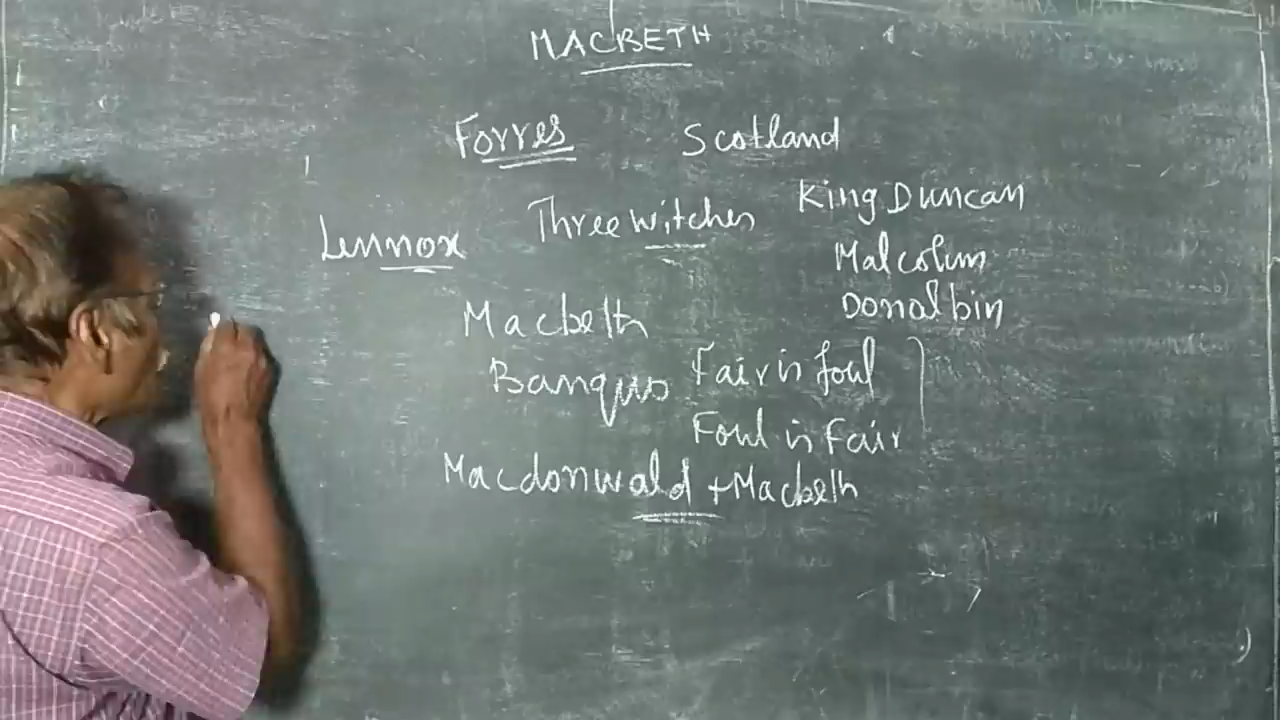 MACBETH
Forres Scotland
Lennox Three witches King Duncan
Malcolum
Macbeth Donalbin
Banquo Fair is foul
Foul is Fair
Macdonwald + Macbeth